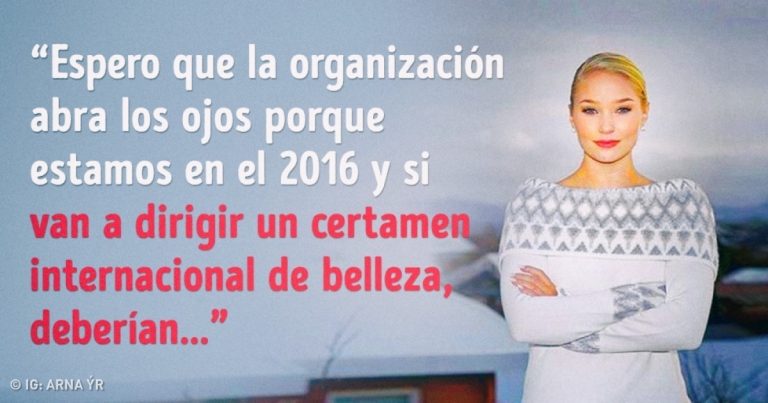 “Espero que la organización
abra los ojos porque
estamos en el 2016 y si
van a dirigir un certamen
internacional de belleza,
deberían...”
© IG: ARNA ÝR